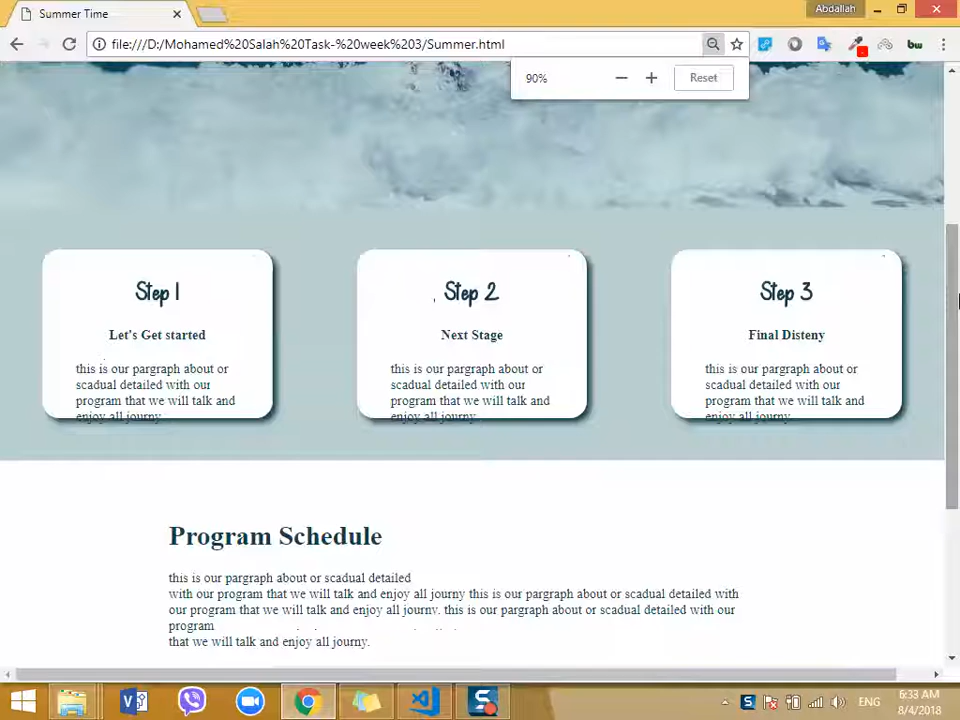 Summer Time
Abdallah
file:///D:/Mohamed%20Salah%20Task-%20week%203/Summer.html
bw
90%
Reset
Step 1
Let's Get started
this is our pargraph about or
scadual detailed with our
program that we will talk and
enjoy all journy.
Step 2
Next Stage
this is our pargraph about or
scadual detailed with our
program that we will talk and
enjoy all journy.
Step 3
Final Disteny
this is our pargraph about or
scadual detailed with our
program that we will talk and
enjoy all journy.
Program Schedule
this is our pargraph about or scadual detailed
with our program that we will talk and enjoy all journy this is our pargraph about or scadual detailed with
our program that we will talk and enjoy all journy. this is our pargraph about or scadual detailed with our
program
that we will talk and enjoy all journy.
ENG
6:33 AM
8/4/2018